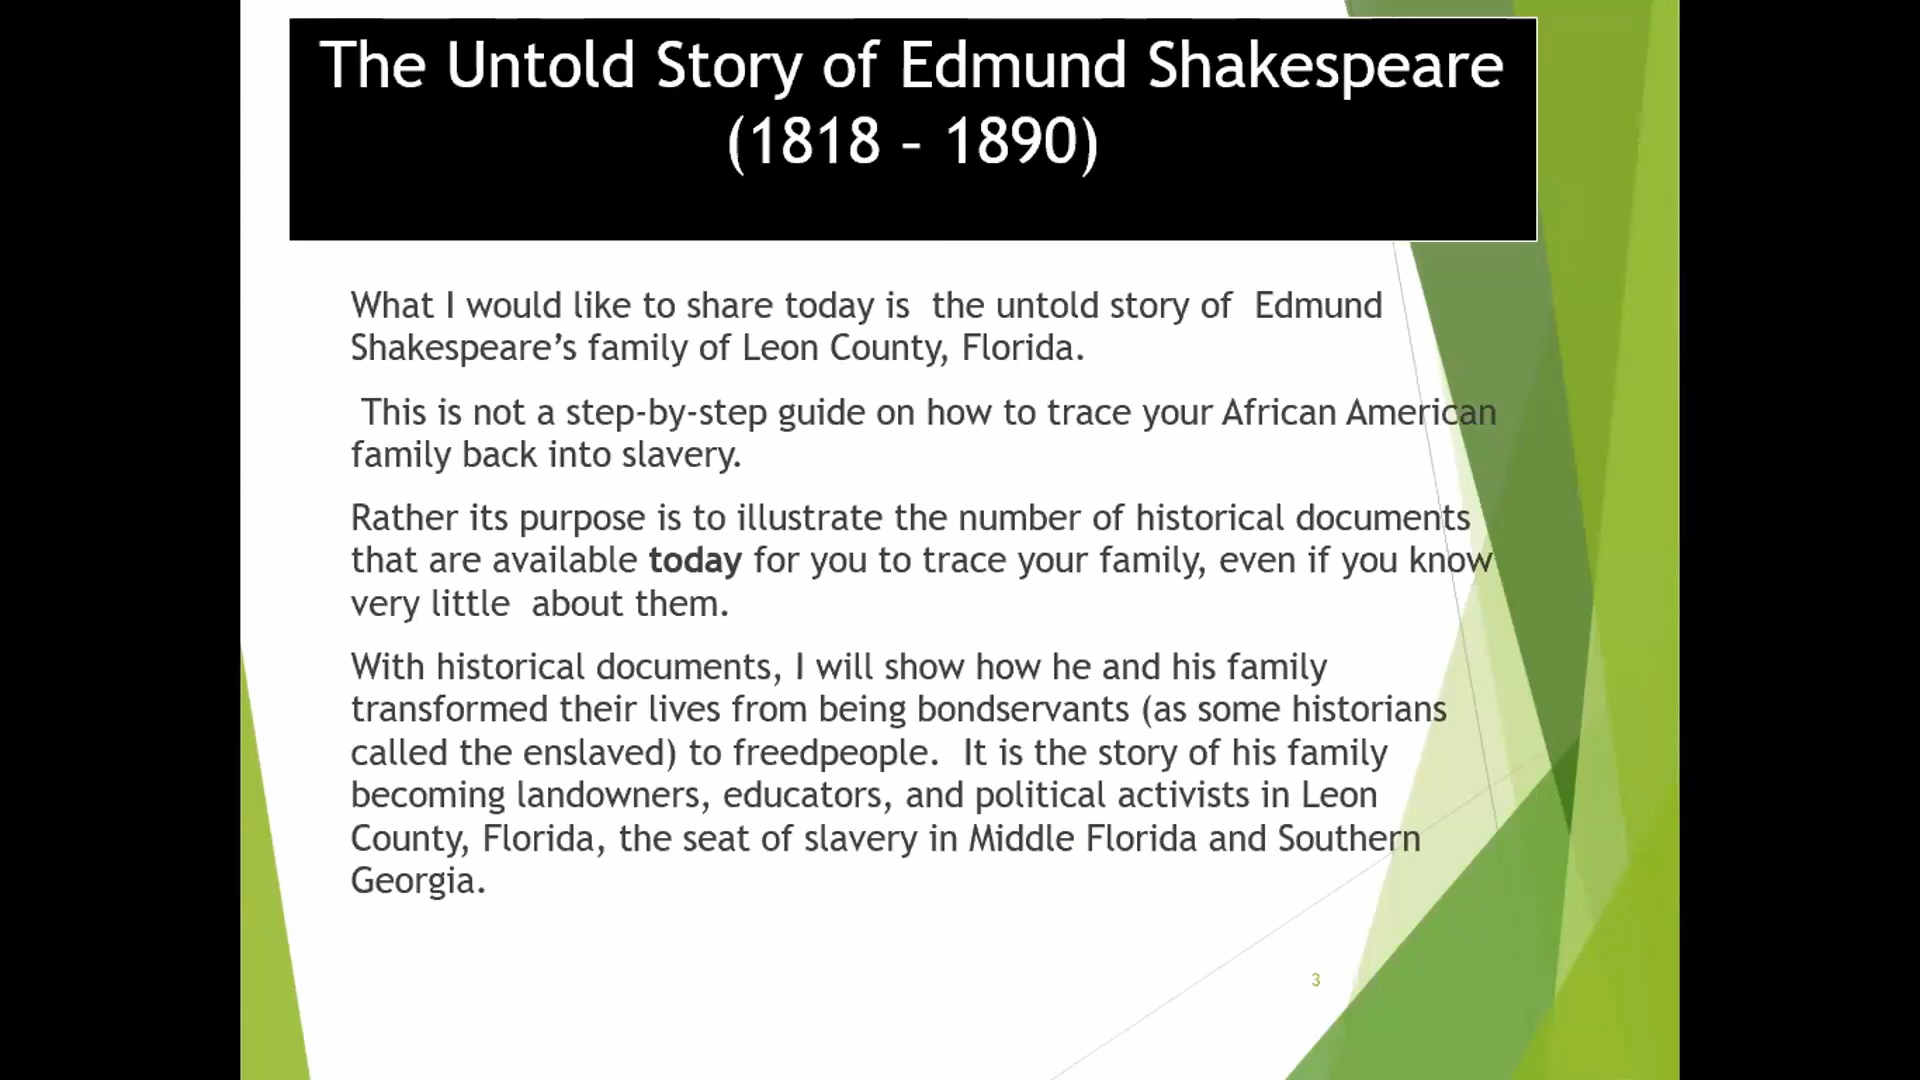 The Untold Story of Edmund Shakespeare
(1818 – 1890)
What I would like to share today is  the untold story of  Edmund
Shakespeare’s family of Leon County, Florida.
This is not a step-by-step guide on how to trace your African American
family back into slavery.
Rather its purpose is to illustrate the number of historical documents
that are available today for you to trace your family, even if you know
very little  about them.
With historical documents, I will show how he and his family
transformed their lives from being bondservants (as some historians
called the enslaved) to freedpeople.  It is the story of his family
becoming landowners, educators, and political activists in Leon
County, Florida, the seat of slavery in Middle Florida and Southern
Georgia.
3